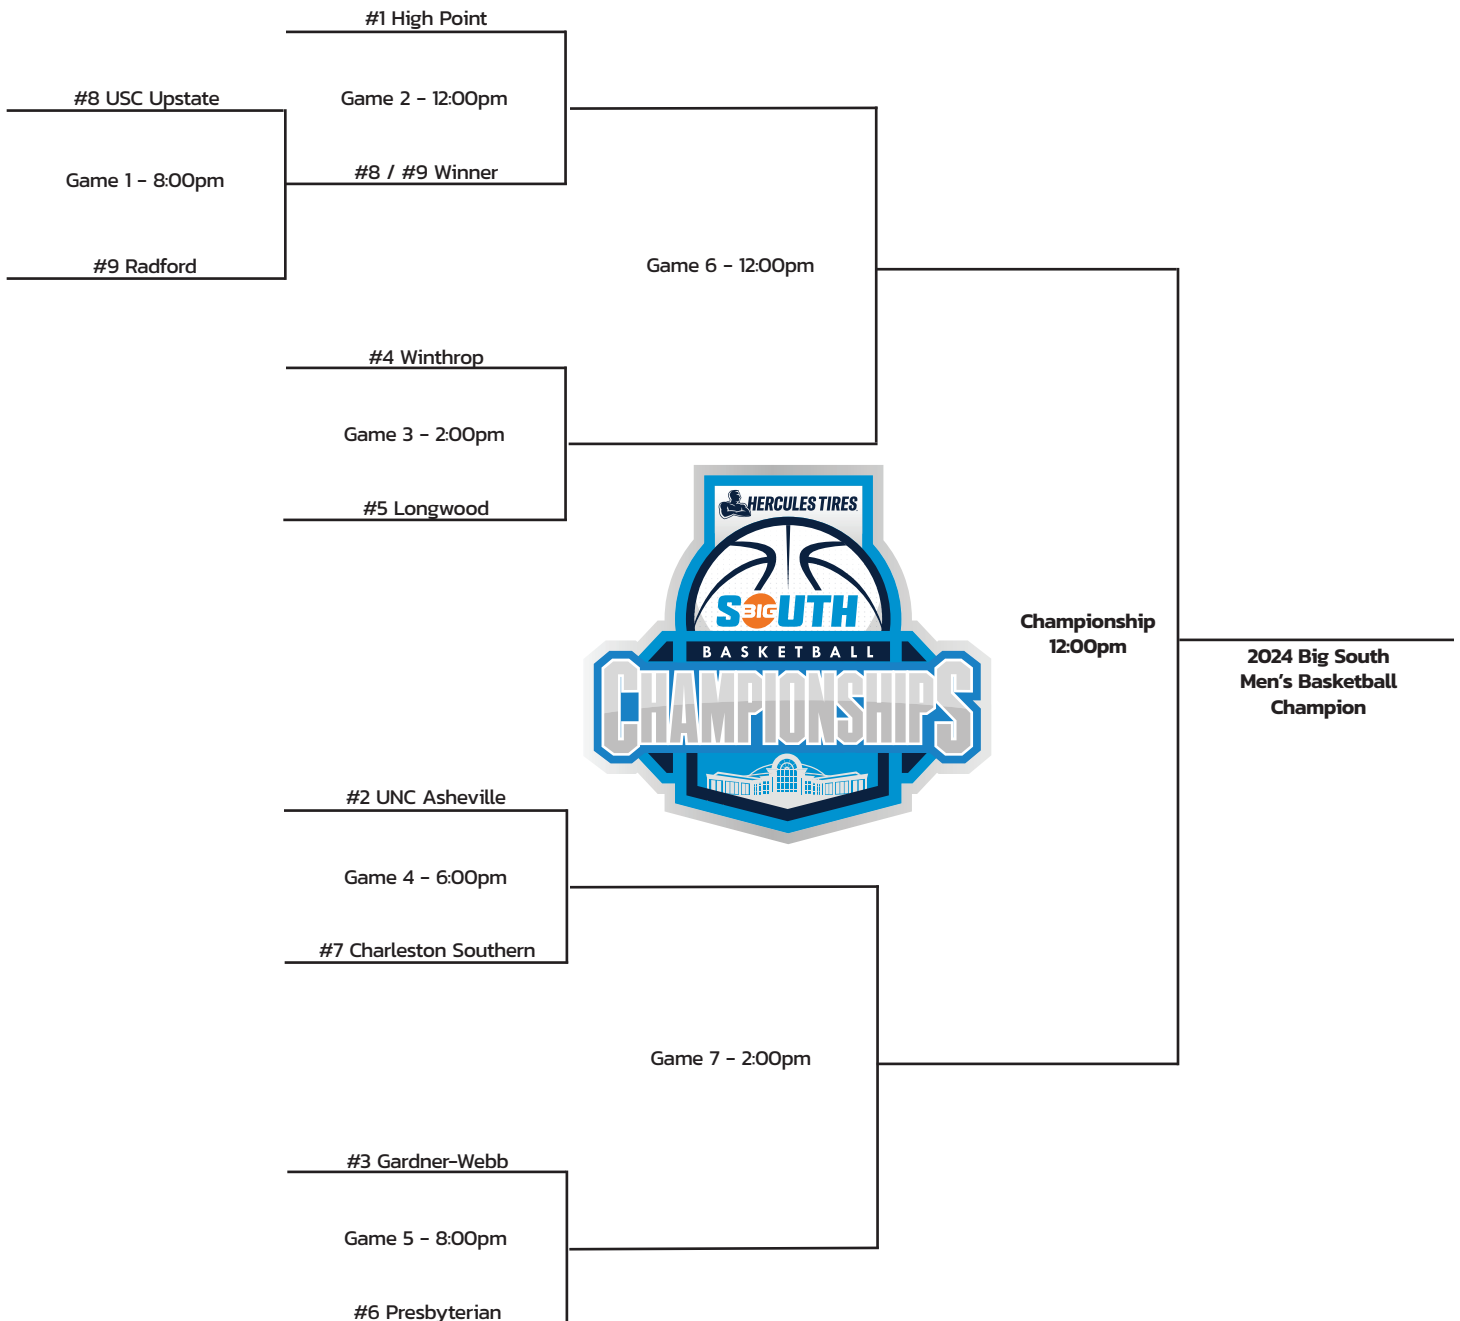 #1 High Point
#8 USC Upstate
Game 2 - 12:00pm
Game 1 - 8:00pm
#8 / #9 Winner
#9 Radford
Game 6 - 12:00pm
#4 Winthrop
Game 3 - 2:00pm
#5 Longwood
HERCULES TIRES
BIG
SOUTH
BASKETBALL
CHAMPIONSHIPS
Championship
12:00pm
2024 Big South
Men's Basketball
Champion
#2 UNC Asheville
Game 4 - 6:00pm
#7 Charleston Southern
Game 7 - 2:00pm
#3 Gardner-Webb
Game 5 - 8:00pm
#6 Presbyterian